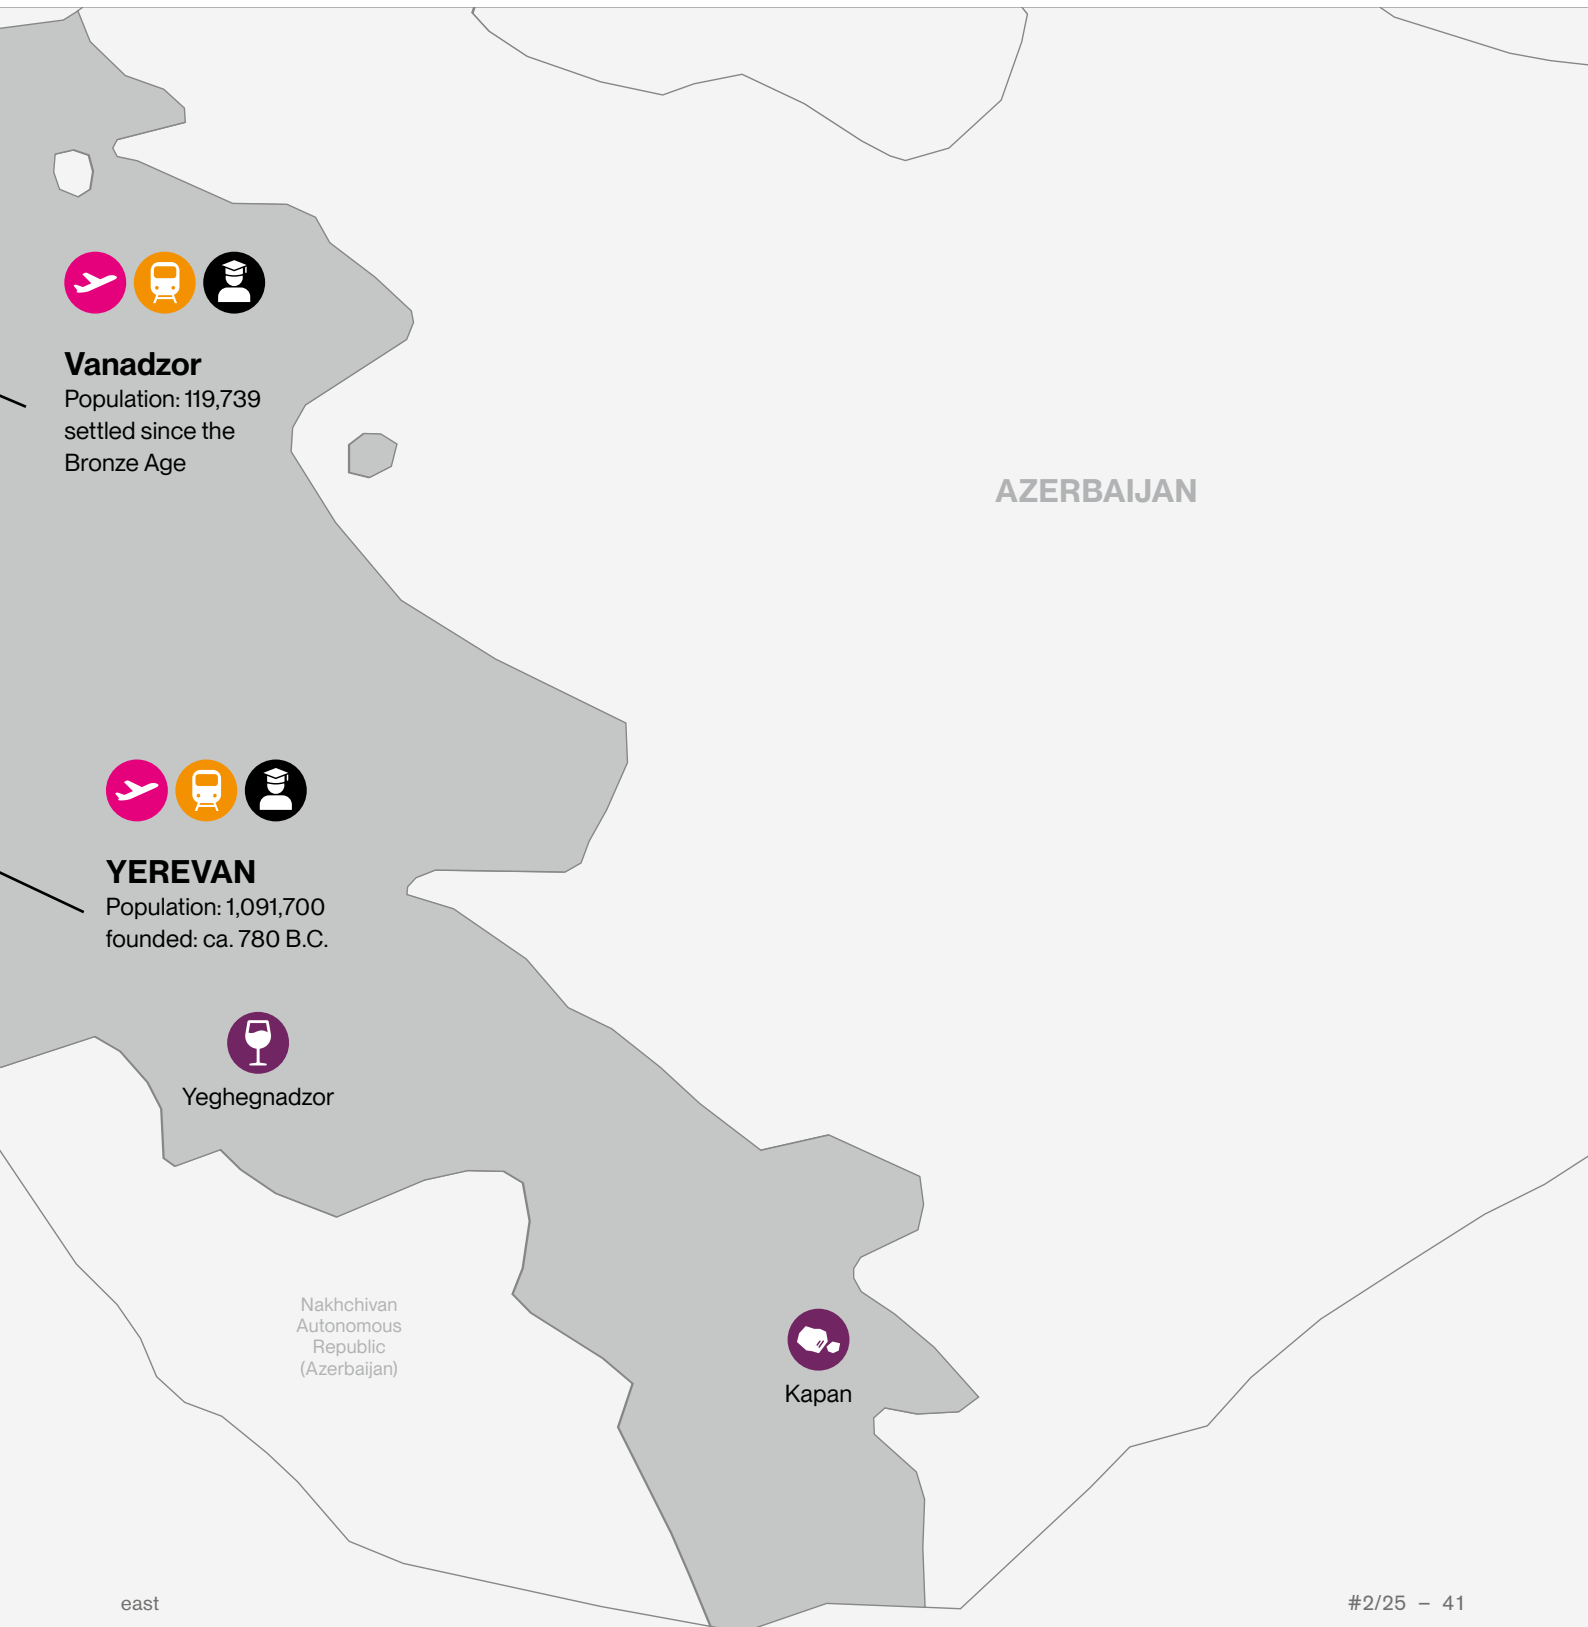 Vanadzor
Population: 119,739
settled since the
Bronze Age
AZERBAIJAN
YEREVAN
Population: 1,091,700
founded: ca. 780 B.C.
Yeghegnadzor
Nakhchivan
Autonomous
Republic
(Azerbaijan)
Kapan
east
#2/25 – 41